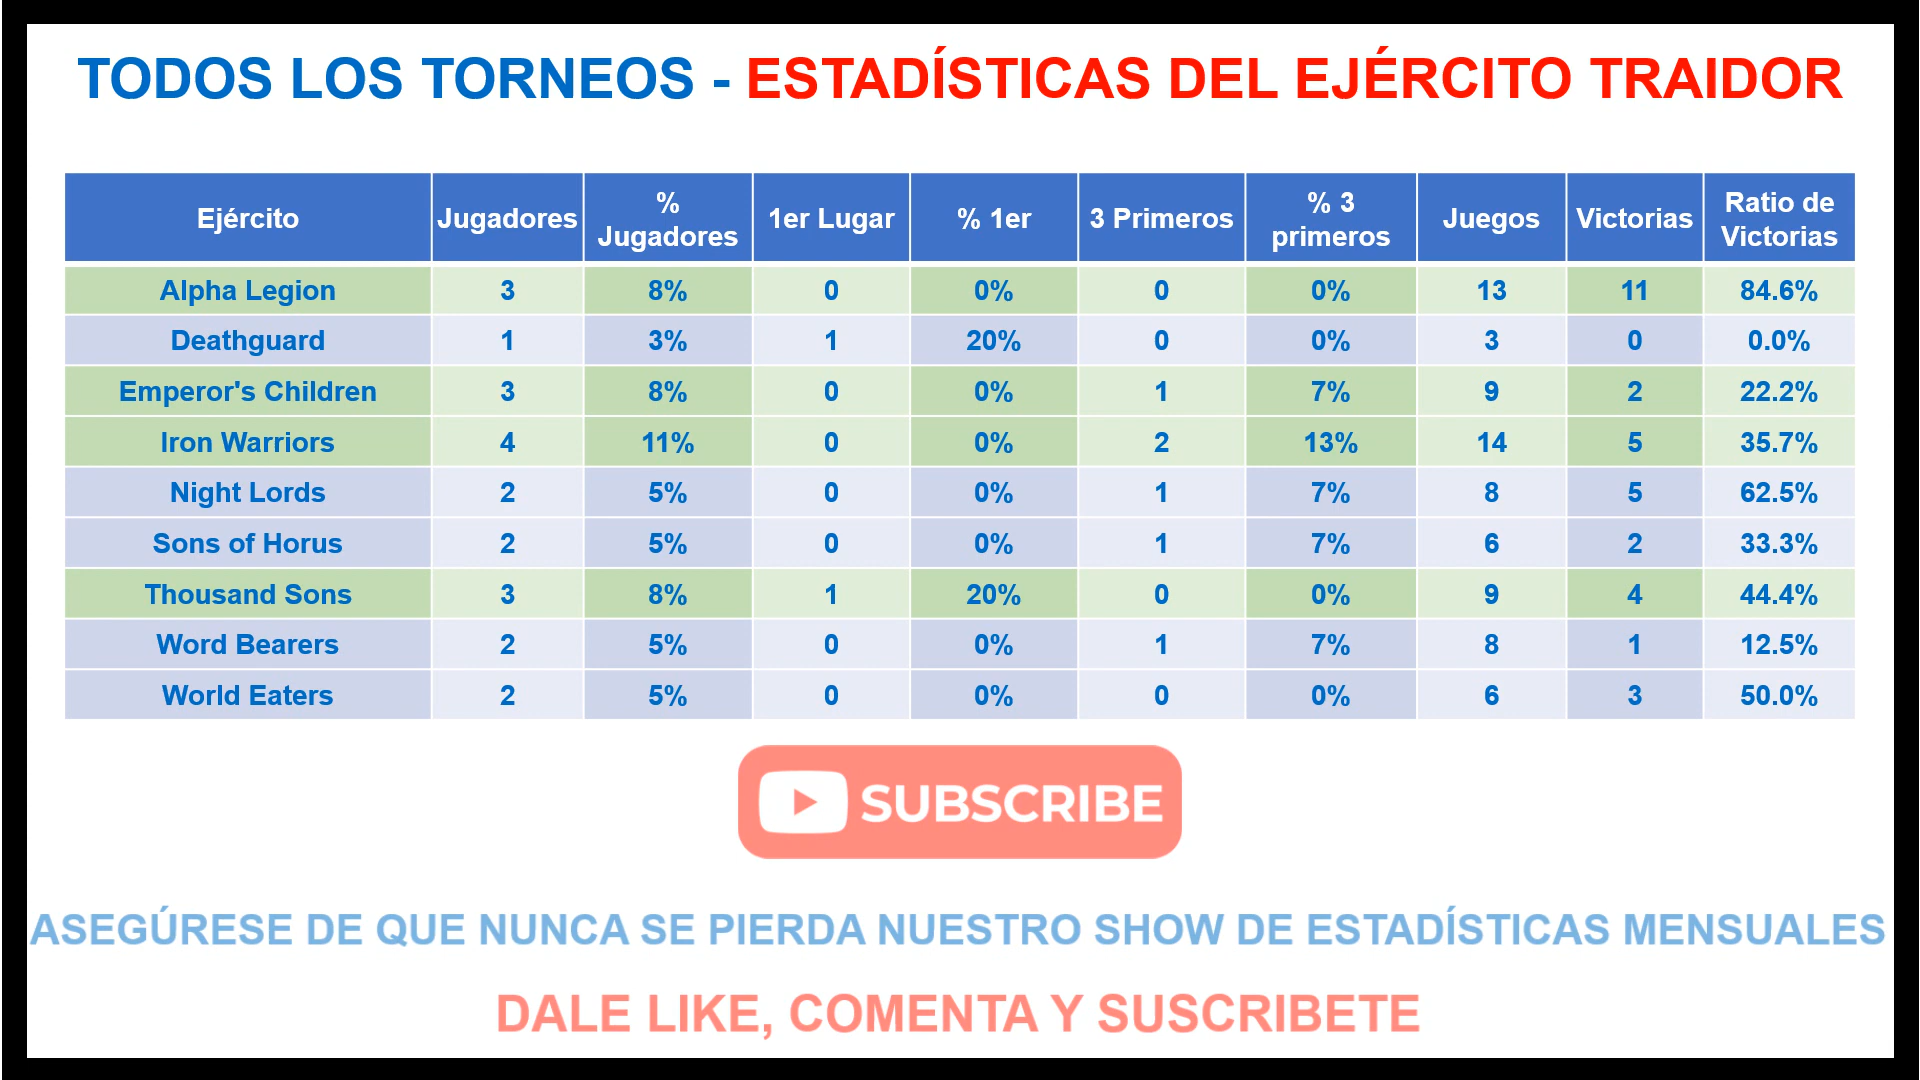 TODOS LOS TORNEOS - ESTADÍSTICAS DEL EJÉRCITO TRAIDOR
Ejército Jugadores % Jugadores 1er Lugar % 1er 3 Primeros % 3 primeros Juegos Victorias Ratio de Victorias
Alpha Legion 3 8% 0 0% 0 0% 13 11 84.6%
Deathguard 1 3% 1 20% 0 0% 3 0 0.0%
Emperor's Children 3 8% 0 0% 1 7% 9 2 22.2%
Iron Warriors 4 11% 0 0% 2 13% 14 5 35.7%
Night Lords 2 5% 0 0% 1 7% 8 5 62.5%
Sons of Horus 2 5% 0 0% 1 7% 6 2 33.3%
Thousand Sons 3 8% 1 20% 0 0% 9 4 44.4%
Word Bearers 2 5% 0 0% 1 7% 8 1 12.5%
World Eaters 2 5% 0 0% 0 0% 6 3 50.0%
SUBSCRIBE
ASEGÚRESE DE QUE NUNCA SE PIERDA NUESTRO SHOW DE ESTADÍSTICAS MENSUALES
DALE LIKE, COMENTA Y SUSCRIBETE